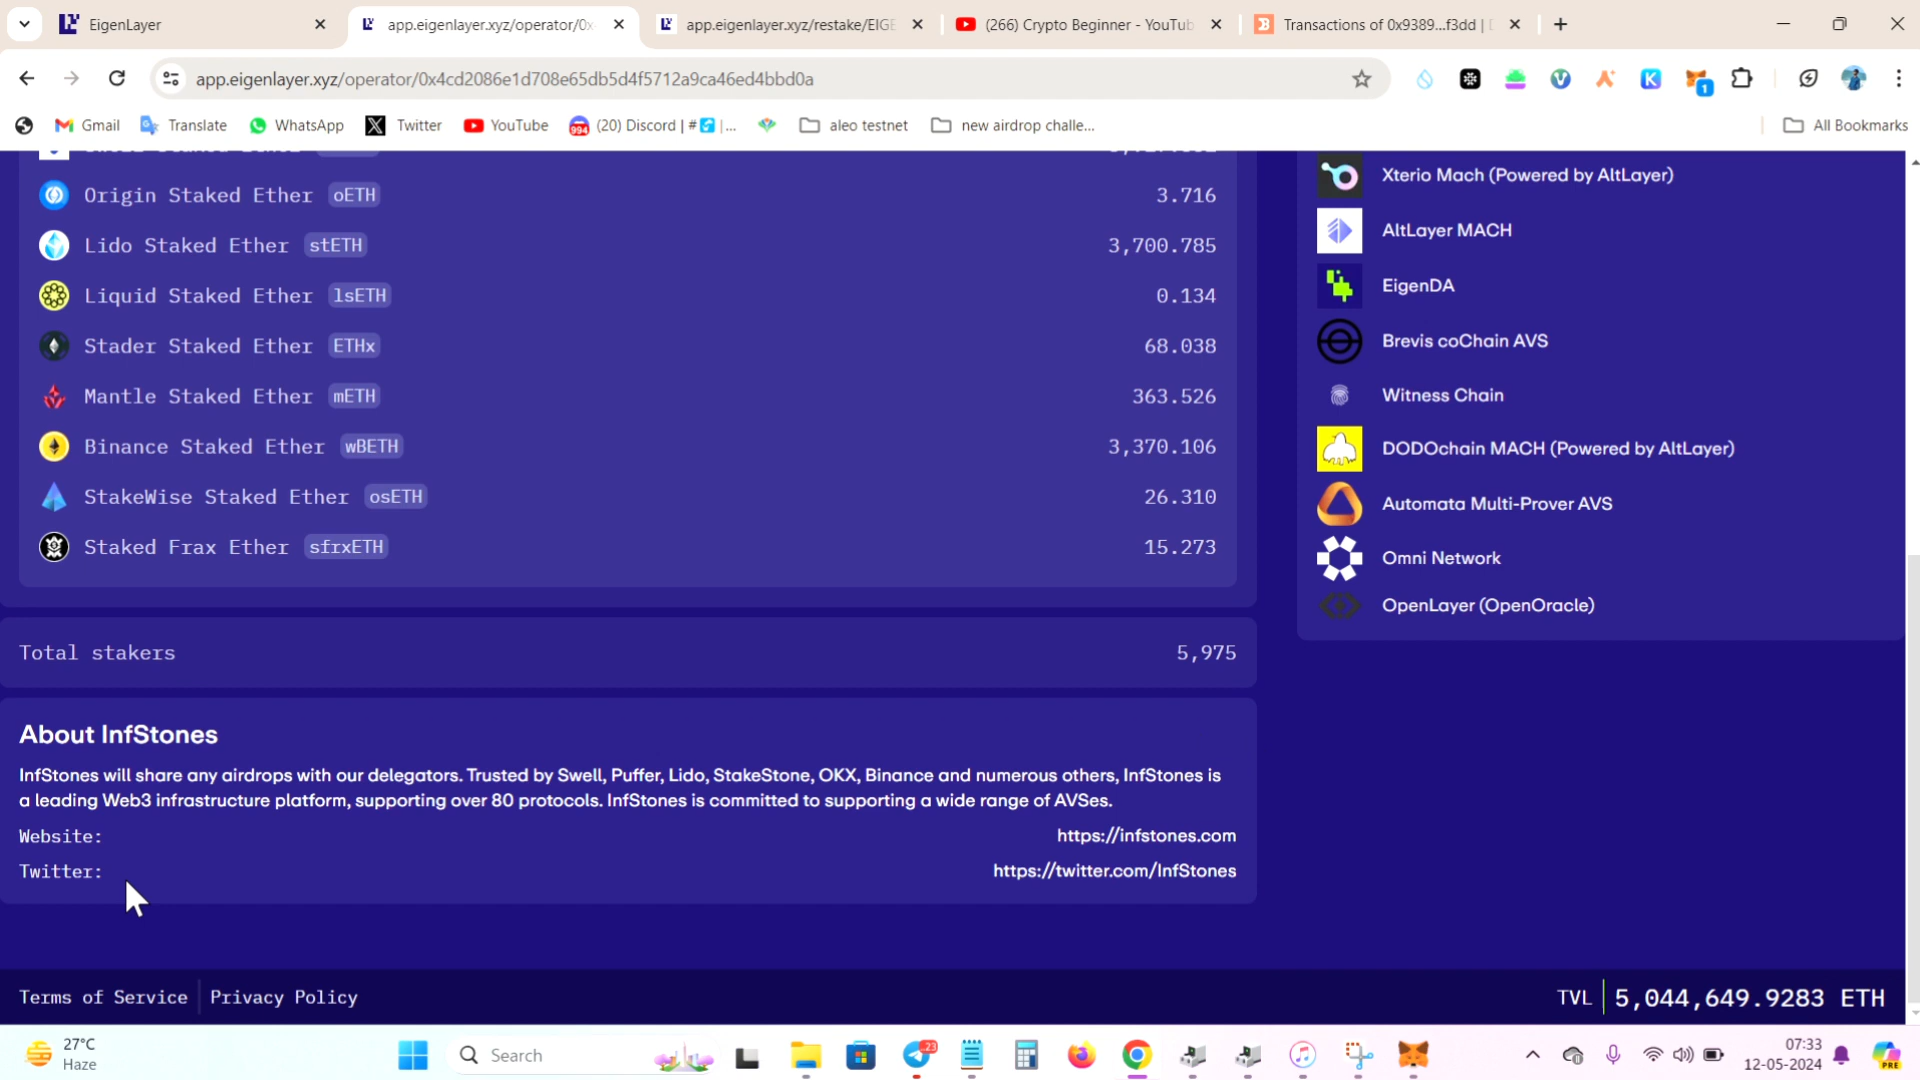 EigenLayer
app.eigenlayer.xyz/operator/0x
app.eigenlayer.xyz/restake/EIGE
(266) Crypto Beginner - YouTub
Transactions of 0x9389...f3dd |
app.eigenlayer.xyz/operator/0x4cd2086e1d708e65db5d4f5712a9ca46ed4bbd0a
1
Gmail
Translate
WhatsApp
Twitter
YouTube
994
(20) Discord | # | ...
aleo testnet
new airdrop challe...
All Bookmarks
Origin Staked Ether oETH 3.716
Lido Staked Ether stETH 3,700.785
Liquid Staked Ether lsETH 0.134
Stader Staked Ether ETHx 68.038
Mantle Staked Ether mETH 363.526
Binance Staked Ether wBETH 3,370.106
StakeWise Staked Ether osETH 26.310
Staked Frax Ether sfrxETH 15.273
Total stakers 5,975
About InfStones
InfStones will share any airdrops with our delegators. Trusted by Swell, Puffer, Lido, StakeStone, OKX, Binance and numerous others, InfStones is
a leading Web3 infrastructure platform, supporting over 80 protocols. InfStones is committed to supporting a wide range of AVSes.
Website: https://infstones.com
Twitter: https://twitter.com/InfStones
Xterio Mach (Powered by AltLayer)
AltLayer MACH
EigenDA
Brevis coChain AVS
Witness Chain
DODOchain MACH (Powered by AltLayer)
Automata Multi-Prover AVS
Omni Network
OpenLayer (OpenOracle)
Terms of Service
Privacy Policy
TVL 5,044,649.9283 ETH
27°C
Haze
Search
23
07:33
12-05-2024
PRE